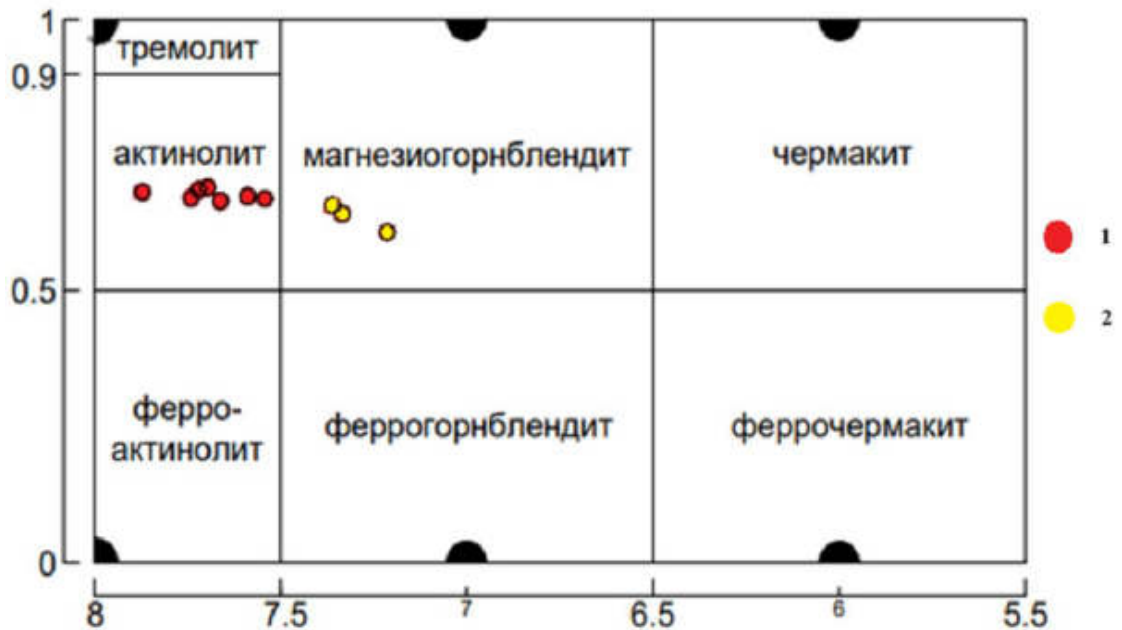 1
тремолит
0.9
актинолит
магнезиогорнблендит
чермакит
1
0.5
2
ферро-
актинолит
феррогорнблендит
феррочермакит
0
8
7.5
7
6.5
6
5.5